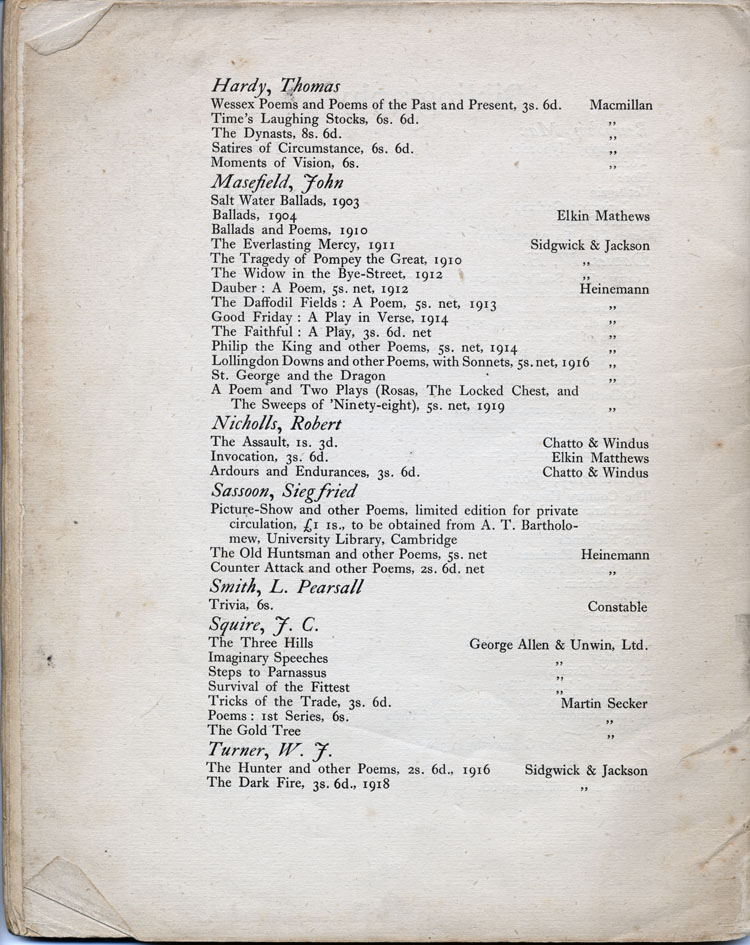 Hardy, Thomas
Wessex Poems and Poems of the Past and Present, 3s. 6d. Macmillan
Time's Laughing Stocks, 6s. 6d. ,,
The Dynasts, 8s. 6d. ,,
Satires of Circumstance, 6s. 6d. ,,
Moments of Vision, 6s. ,,
Masefield, John
Salt Water Ballads, 1903
Ballads, 1904 Elkin Mathews
Ballads and Poems, 1910
The Everlasting Mercy, 1911 Sidgwick & Jackson
The Tragedy of Pompey the Great, 1910 ,,
The Widow in the Bye-Street, 1912 ,,
Dauber : A Poem, 5s. net, 1912 Heinemann
The Daffodil Fields : A Poem, 5s. net, 1913 ,,
Good Friday : A Play in Verse, 1914 ,,
The Faithful : A Play, 3s. 6d. net ,,
Philip the King and other Poems, 5s. net, 1914 ,,
Lollingdon Downs and other Poems, with Sonnets, 5s. net, 1916 ,,
St. George and the Dragon ,,
A Poem and Two Plays (Rosas, The Locked Chest, and
The Sweeps of 'Ninety-eight), 5s. net, 1919 ,,
Nicholls, Robert
The Assault, 1s. 3d. Chatto & Windus
Invocation, 3s. 6d. Elkin Matthews
Ardours and Endurances, 3s. 6d. Chatto & Windus
Sassoon, Siegfried
Picture-Show and other Poems, limited edition for private
circulation, £1 1s., to be obtained from A. T. Bartholo-
mew, University Library, Cambridge
The Old Huntsman and other Poems, 5s. net Heinemann
Counter Attack and other Poems, 2s. 6d. net ,,
Smith, L. Pearsall
Trivia, 6s. Constable
Squire, J. C.
The Three Hills George Allen & Unwin, Ltd.
Imaginary Speeches ,,
Steps to Parnassus ,,
Survival of the Fittest ,,
Tricks of the Trade, 3s. 6d. Martin Secker
Poems : 1st Series, 6s. ,,
The Gold Tree ,,
Turner, W. J.
The Hunter and other Poems, 2s. 6d., 1916 Sidgwick & Jackson
The Dark Fire, 3s. 6d., 1918 ,,